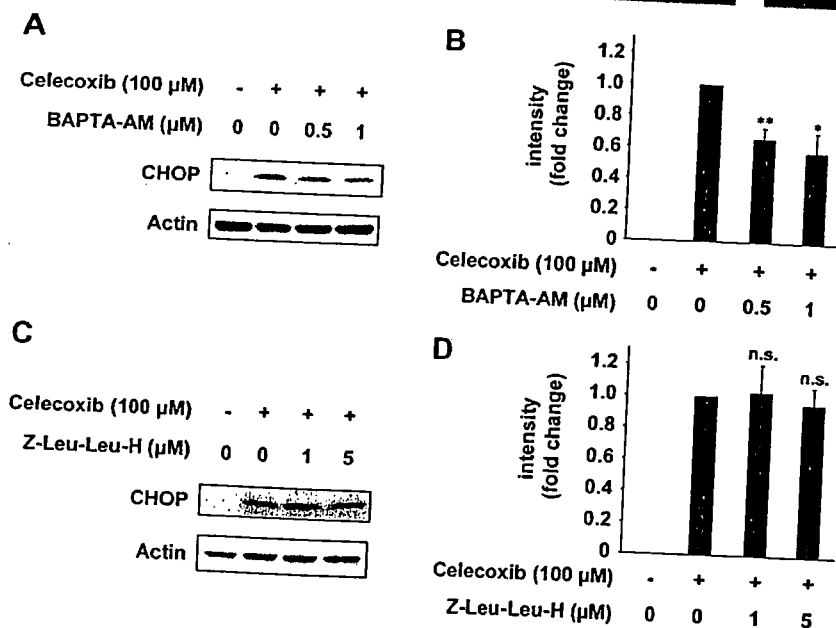 A
Celecoxib (100 µM) - + + +
BAPTA-AM (µM) 0 0 0.5 1
CHOP
Actin
B
intensity
(fold change)
1.2
1.0
0.8
0.6
0.4
0.2
0
**
*
Celecoxib (100 µM) - + + +
BAPTA-AM (µM) 0 0 0.5 1
C
Celecoxib (100 µM) - + + +
Z-Leu-Leu-H (µM) 0 0 1 5
CHOP
Actin
D
intensity
(fold change)
1.2
1.0
0.8
0.6
0.4
0.2
0
n.s.
n.s.
Celecoxib (100 µM) - + + +
Z-Leu-Leu-H (µM) 0 0 1 5